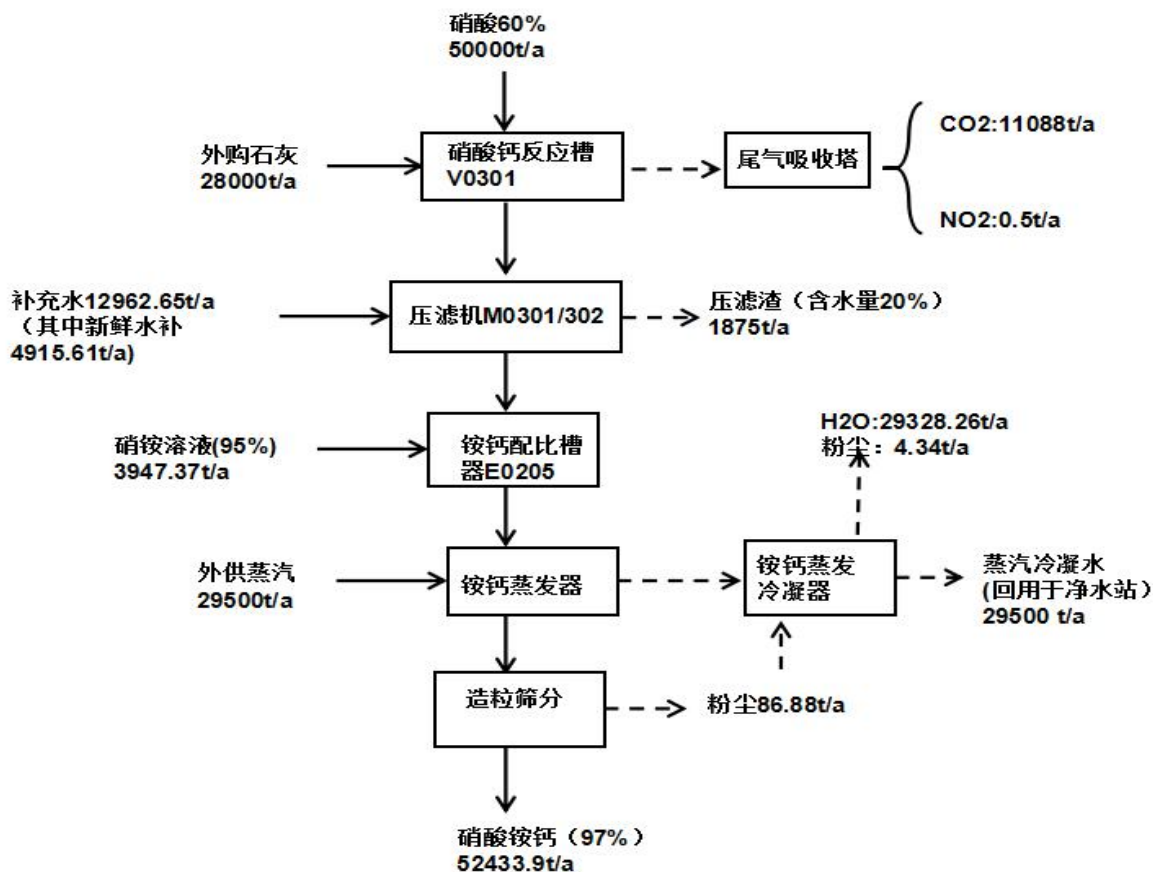 硝酸60%
50000t/a
外购石灰
28000t/a
硝酸钙反应槽
V0301
尾气吸收塔
CO2:11088t/a
NO2:0.5t/a
补充水12962.65t/a
（其中新鲜水补
4915.61t/a)
压滤机M0301/302
压滤渣（含水量20%）
1875t/a
硝铵溶液(95%)
3947.37t/a
铵钙配比槽
器E0205
H2O:29328.26t/a
粉尘：4.34t/a
外供蒸汽
29500t/a
铵钙蒸发器
铵钙蒸发
冷凝器
蒸汽冷凝水
(回用于净水站）
29500 t/a
造粒筛分
粉尘86.88t/a
硝酸铵钙（97%）
52433.9t/a